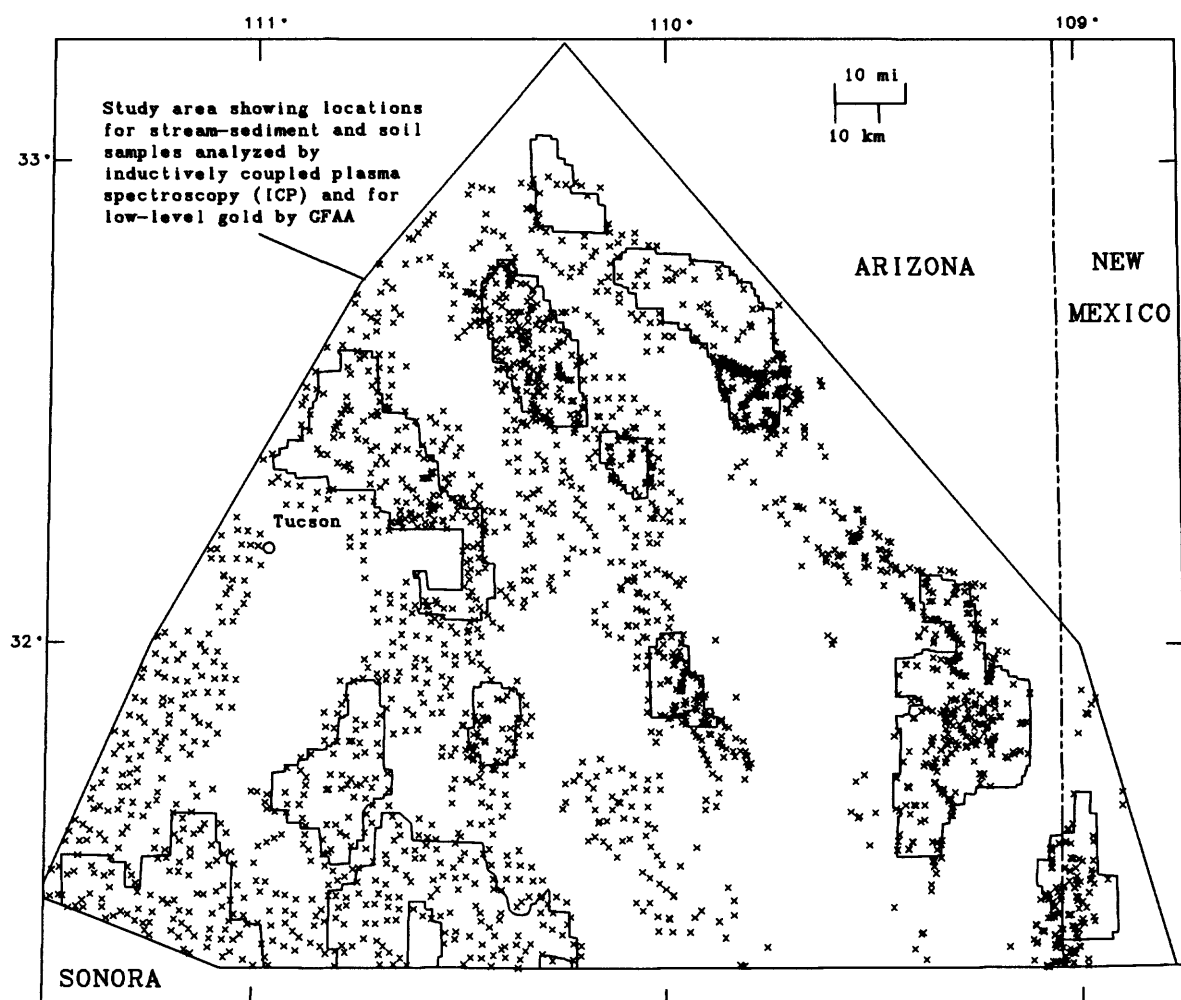 111°
110°
109°
10 mi
10 km
Study area showing locations
for stream-sediment and soil
samples analyzed by
inductively coupled plasma
spectroscopy (ICP) and for
low-level gold by GFAA
33°
ARIZONA
NEW
MEXICO
Tucson
32°
SONORA